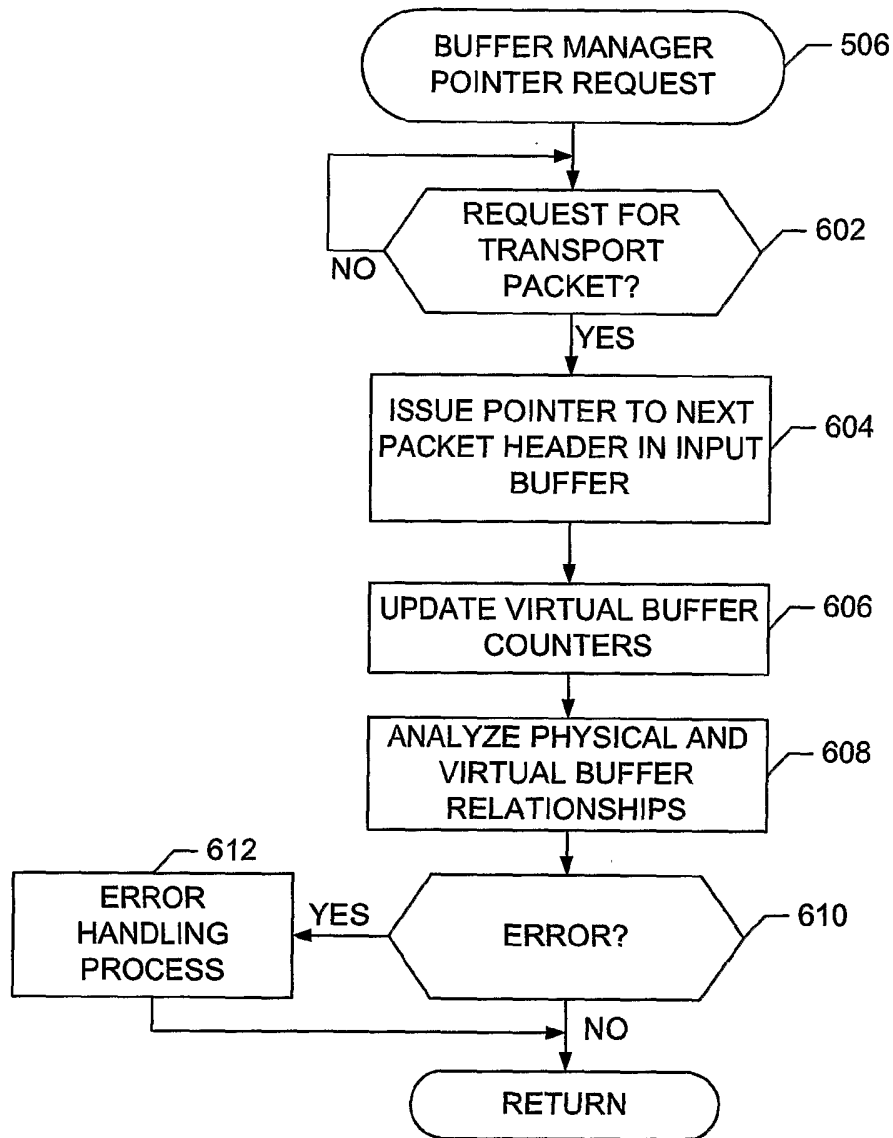 BUFFER MANAGER
POINTER REQUEST
506
REQUEST FOR
TRANSPORT
PACKET?
602
NO
YES
ISSUE POINTER TO NEXT
PACKET HEADER IN INPUT
BUFFER
604
UPDATE VIRTUAL BUFFER
COUNTERS
606
ANALYZE PHYSICAL AND
VIRTUAL BUFFER
RELATIONSHIPS
608
612
ERROR
HANDLING
PROCESS
YES
ERROR?
610
NO
RETURN